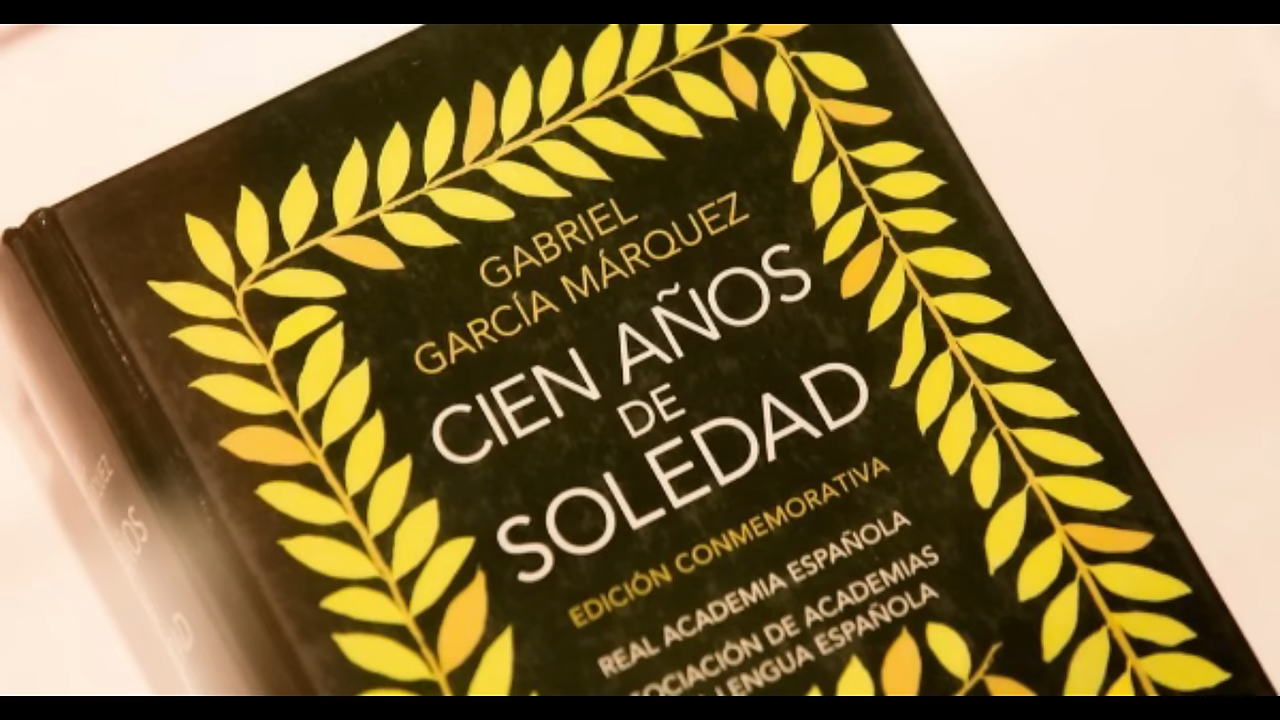 GABRIEL
GARCÍA MÁRQUEZ
CIEN AÑOS
DE
SOLEDAD
EDICIÓN CONMEMORATIVA
REAL ACADEMIA ESPAÑOLA
DE ACADEMIAS
LENGUA ESPAÑOLA